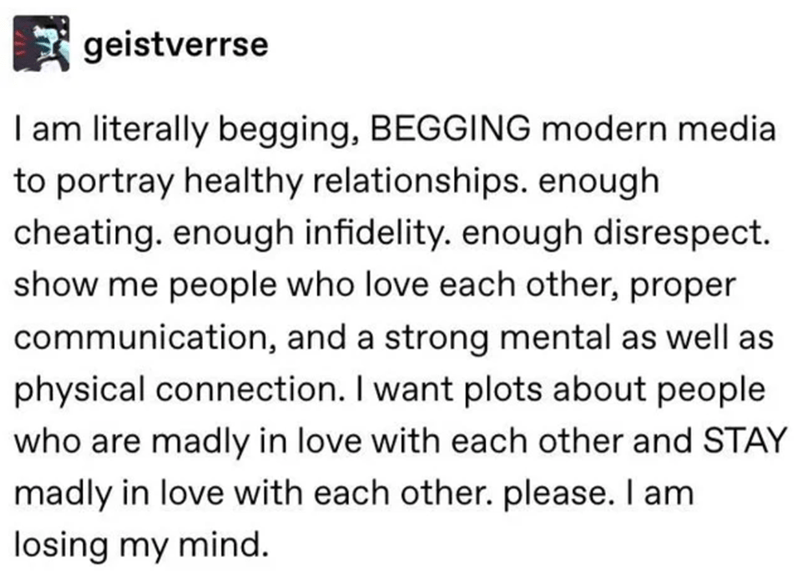 geistverrse
I am literally begging, BEGGING modern media
to portray healthy relationships. enough
cheating. enough infidelity. enough disrespect.
show me people who love each other, proper
communication, and a strong mental as well as
physical connection. I want plots about people
who are madly in love with each other and STAY
madly in love with each other. please. I am
losing my mind.